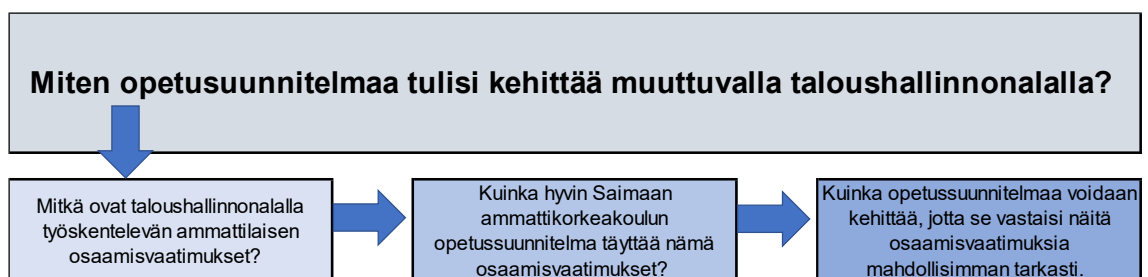 Miten opetusuunnitelmaa tulisi kehittää muuttuvalla taloushallinnonalalla?
Mitkä ovat taloushallinnonalalla
työskentelevän ammattilaisen
osaamisvaatimukset?
Kuinka hyvin Saimaan
ammattikorkeakoulun
opetussuunnitelma täyttää nämä
osaamisvaatimukset?
Kuinka opetussuunnitelmaa voidaan
kehittää, jotta se vastaisi näitä
osaamisvaatimuksia
mahdollisimman tarkasti.